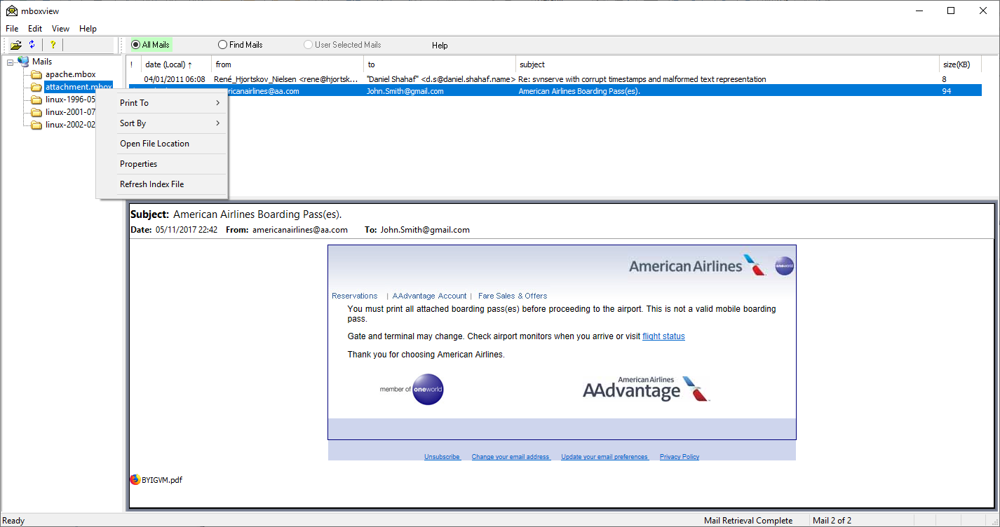 mboxview
File Edit View Help
? All Mails Find Mails User Selected Mails Help
Mails
apache.mbox
attachment.mbox
linux-1996-05
linux-2001-07
linux-2002-02
! date (Local) ↑ from to subject size(KB)
04/01/2011 06:08 René_Hjortskov_Nielsen <rene@hjortsk... "Daniel Shahaf" <d.s@daniel.shahaf.name> Re: svnserve with corrupt timestamps and malformed text representation 8
ricanairlines@aa.com John.Smith@gmail.com American Airlines Boarding Pass(es). 94
Print To
Sort By
Open File Location
Properties
Refresh Index File
Subject: American Airlines Boarding Pass(es).
Date: 05/11/2017 22:42 From: americanairlines@aa.com To: John.Smith@gmail.com
American Airlines oneworld
Reservations | AAdvantage Account | Fare Sales & Offers
You must print all attached boarding pass(es) before proceeding to the airport. This is not a valid mobile boarding
pass.
Gate and terminal may change. Check airport monitors when you arrive or visit flight status
Thank you for choosing American Airlines.
member of oneworld
American Airlines
AAdvantage
Unsubscribe Change your email address Update your email preferences Privacy Policy
BYIGVM.pdf
Ready Mail Retrieval Complete Mail 2 of 2